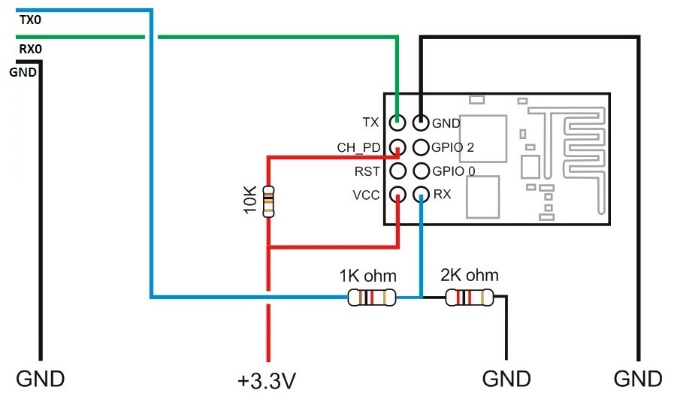 TX0
RX0
GND
TX
GND
CH_PD
GPIO 2
RST
GPIO 0
VCC
RX
10K
1K ohm
2K ohm
GND
+3.3V
GND
GND